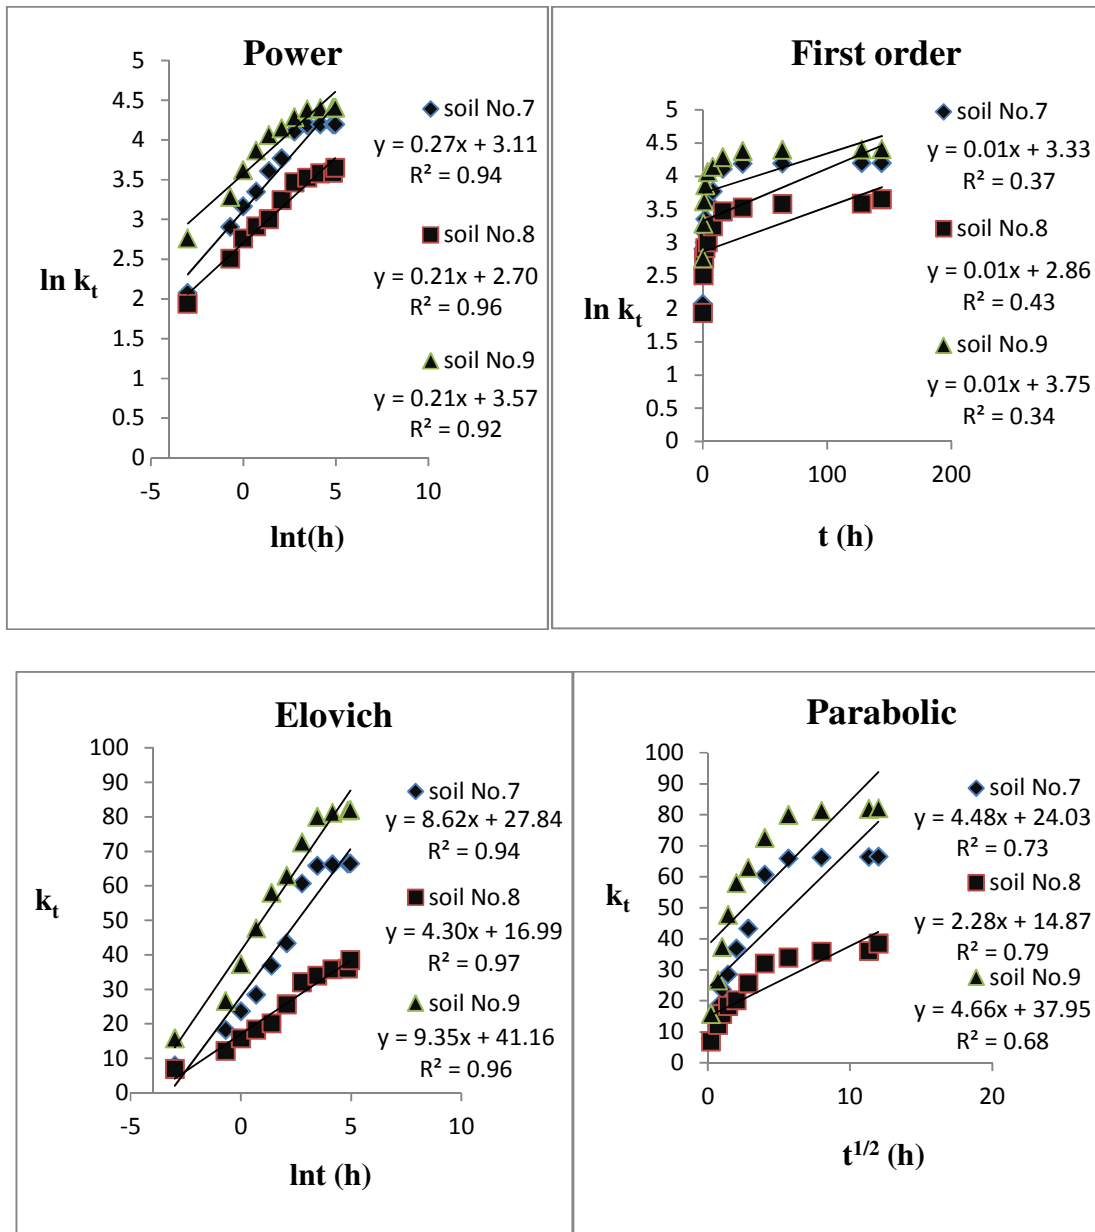 Power
5
4.5
4
3.5
3
2.5
2
1.5
1
0.5
0
-5
0
5
10
ln kₜ
lnt(h)
soil No.7
y = 0.27x + 3.11
R² = 0.94
soil No.8
y = 0.21x + 2.70
R² = 0.96
soil No.9
y = 0.21x + 3.57
R² = 0.92
First order
5
4.5
4
3.5
3
2.5
2
1.5
1
0.5
0
0
100
200
ln kₜ
t (h)
soil No.7
y = 0.01x + 3.33
R² = 0.37
soil No.8
y = 0.01x + 2.86
R² = 0.43
soil No.9
y = 0.01x + 3.75
R² = 0.34
Elovich
100
90
80
70
60
50
40
30
20
10
0
-5
0
5
10
kₜ
lnt (h)
soil No.7
y = 8.62x + 27.84
R² = 0.94
soil No.8
y = 4.30x + 16.99
R² = 0.97
soil No.9
y = 9.35x + 41.16
R² = 0.96
Parabolic
100
90
80
70
60
50
40
30
20
10
0
0
10
20
kₜ
t¹/² (h)
soil No.7
y = 4.48x + 24.03
R² = 0.73
soil No.8
y = 2.28x + 14.87
R² = 0.79
soil No.9
y = 4.66x + 37.95
R² = 0.68